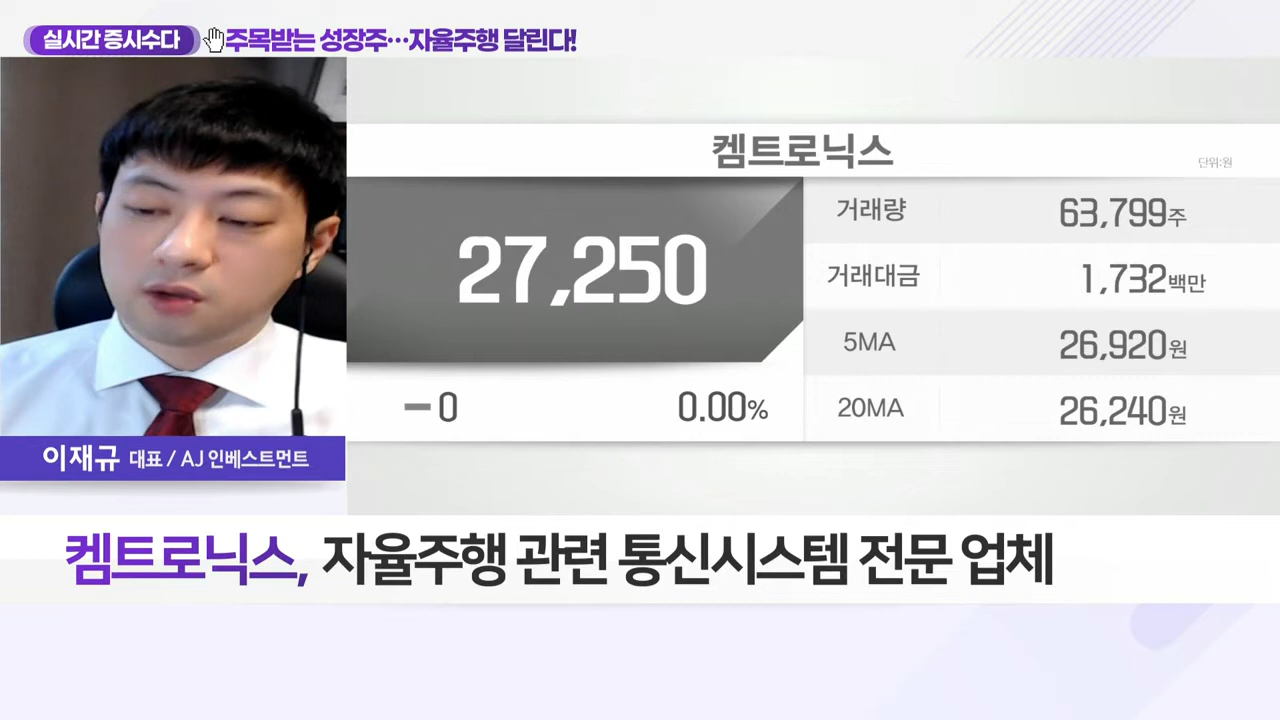 실시간 증시수다 주목받는 성장주…자율주행 달린다!
켐트로닉스
단위:원
27,250
0 0.00%
거래량 63,799주
거래대금 1,732백만
5MA 26,920원
20MA 26,240원
이재규 대표 / AJ 인베스트먼트
켐트로닉스, 자율주행 관련 통신시스템 전문 업체